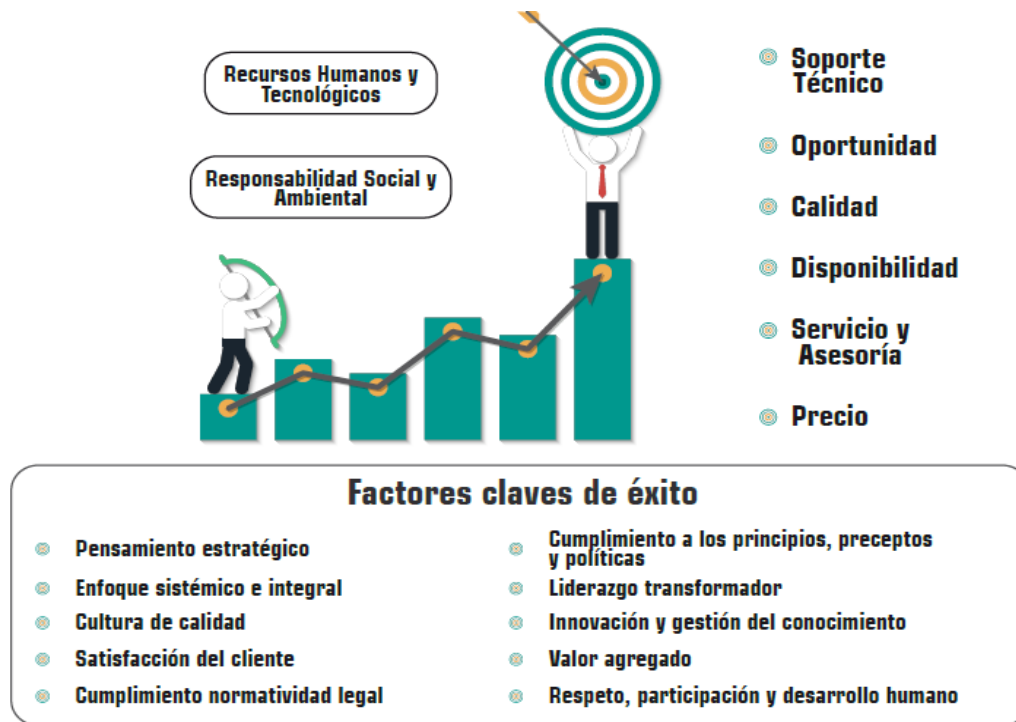 Recursos Humanos y
Tecnológicos
Responsabilidad Social y
Ambiental
Soporte
Técnico
Oportunidad
Calidad
Disponibilidad
Servicio y
Asesoría
Precio
Factores claves de éxito
Pensamiento estratégico
Enfoque sistémico e integral
Cultura de calidad
Satisfacción del cliente
Cumplimiento normatividad legal
Cumplimiento a los principios, preceptos
y políticas
Liderazgo transformador
Innovación y gestión del conocimiento
Valor agregado
Respeto, participación y desarrollo humano